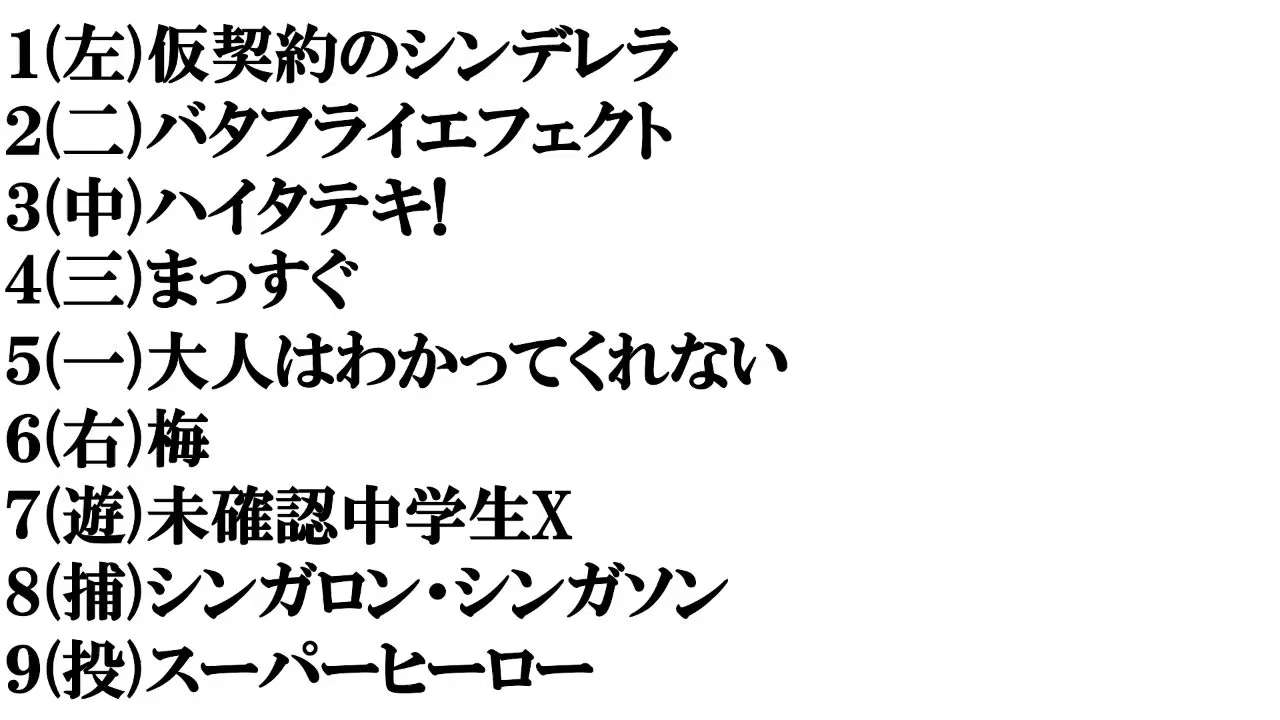 1(左)仮契約のシンデレラ
2(二)バタフライエフェクト
3(中)ハイタテキ!
4(三)まっすぐ
5(一)大人はわかってくれない
6(右)梅
7(遊)未確認中学生X
8(捕)シンガロン・シンガソン
9(投)スーパーヒーロー